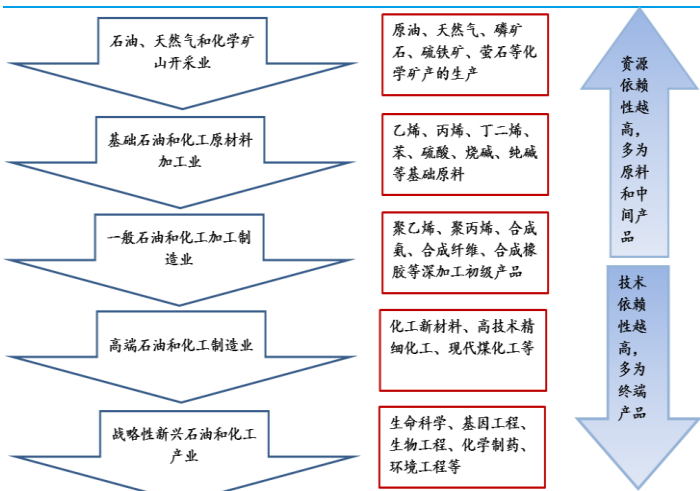 石油、天然气和化学矿
山开采业
原油、天然气、磷矿
石、硫铁矿、萤石等化
学矿产的生产
资源
依赖
性越
高，
多为
原料
和中
间产
品
基础石油和化工原材料
加工业
乙烯、丙烯、丁二烯、
苯、硫酸、烧碱、纯碱
等基础原料
一般石油和化工加工制
造业
聚乙烯、聚丙烯、合成
氨、合成纤维、合成橡
胶等深加工初级产品
技术
依赖
性越
高，
多为
终端
产品
高端石油和化工制造业
化工新材料、高技术精
细化工、现代煤化工等
战略性新兴石油和化工
产业
生命科学、基因工程、
生物工程、化学制药、
环境工程等